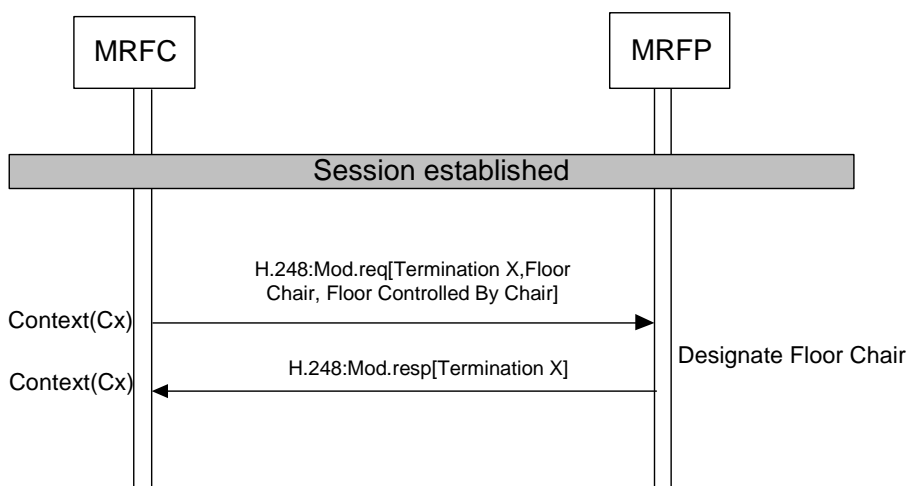 MRFC
MRFP
Session established
H.248:Mod.req[Termination X,Floor
Chair, Floor Controlled By Chair]
Context(Cx)
Designate Floor Chair
H.248:Mod.resp[Termination X]
Context(Cx)